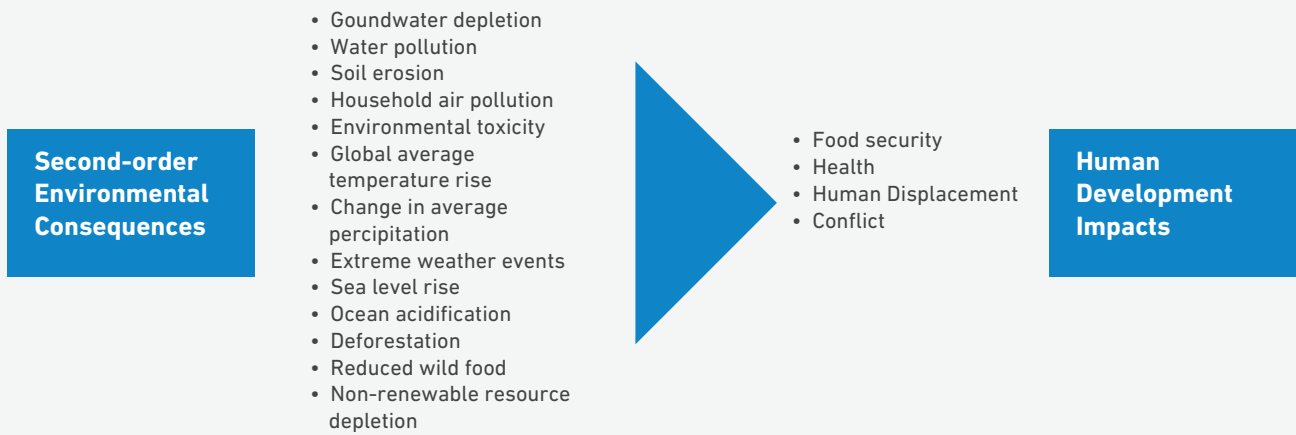 Second-order
Environmental
Consequences
• Goundwater depletion
• Water pollution
• Soil erosion
• Household air pollution
• Environmental toxicity
• Global average
temperature rise
• Change in average
percipitation
• Extreme weather events
• Sea level rise
• Ocean acidification
• Deforestation
• Reduced wild food
• Non-renewable resource
depletion
• Food security
• Health
• Human Displacement
• Conflict
Human
Development
Impacts